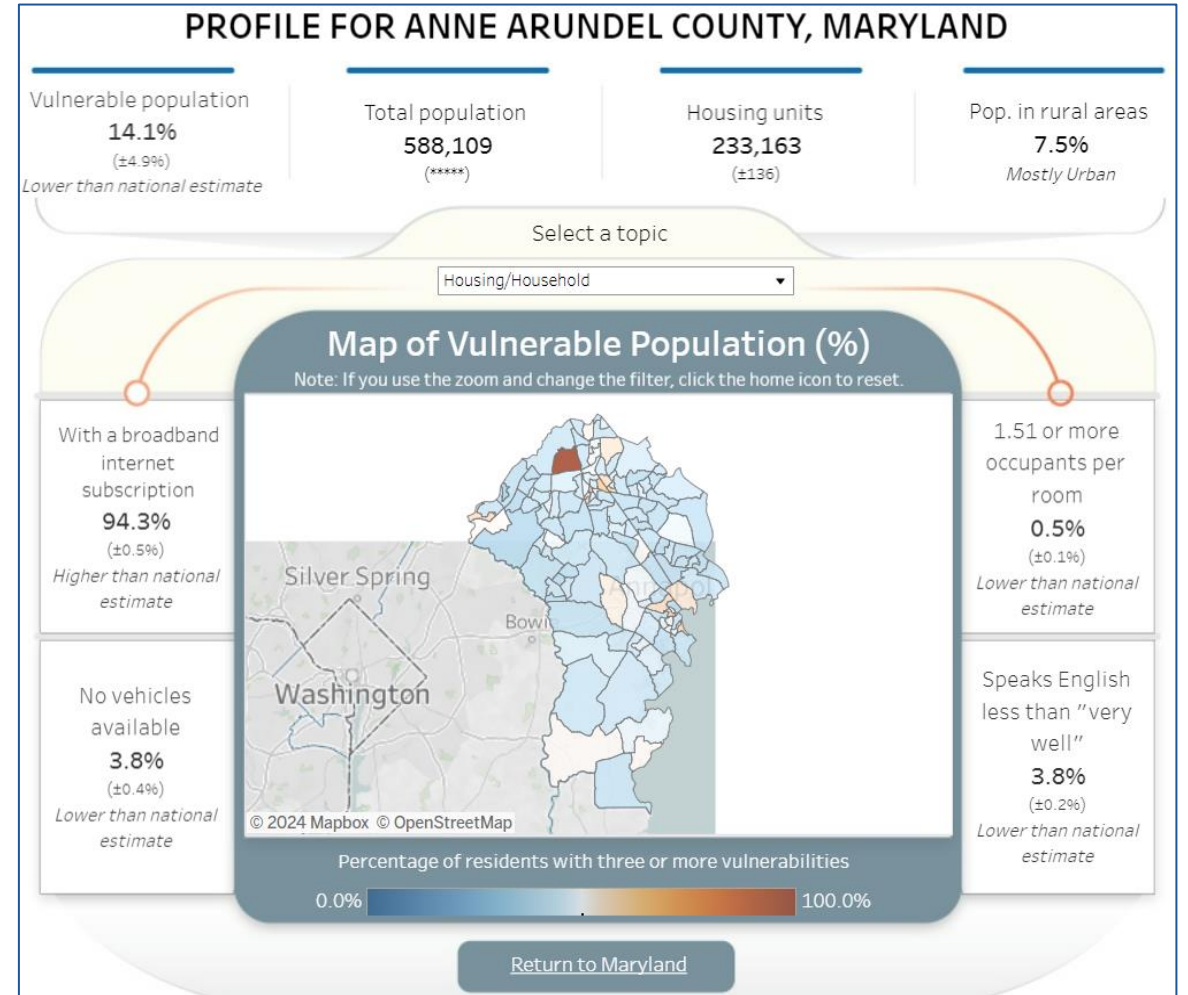 PROFILE FOR ANNE ARUNDEL COUNTY, MARYLAND
Vulnerable population
14.1%
(±4.9%)
Lower than national estimate
Total population
588,109
(*****)
Housing units
233,163
(±136)
Pop. in rural areas
7.5%
Mostly Urban
Select a topic
Housing/Household
Map of Vulnerable Population (%)
Note: If you use the zoom and change the filter, click the home icon to reset.
With a broadband
internet
subscription
94.3%
(±0.5%)
Higher than national
estimate
No vehicles
available
3.8%
(±0.4%)
Lower than national
estimate
Silver Spring
Bowi
Washington
© 2024 Mapbox © OpenStreetMap
1.51 or more
occupants per
room
0.5%
(±0.1%)
Lower than national
estimate
Speaks English
less than "very
well"
3.8%
(±0.2%)
Lower than national
estimate
Percentage of residents with three or more vulnerabilities
0.0%
100.0%
Return to Maryland